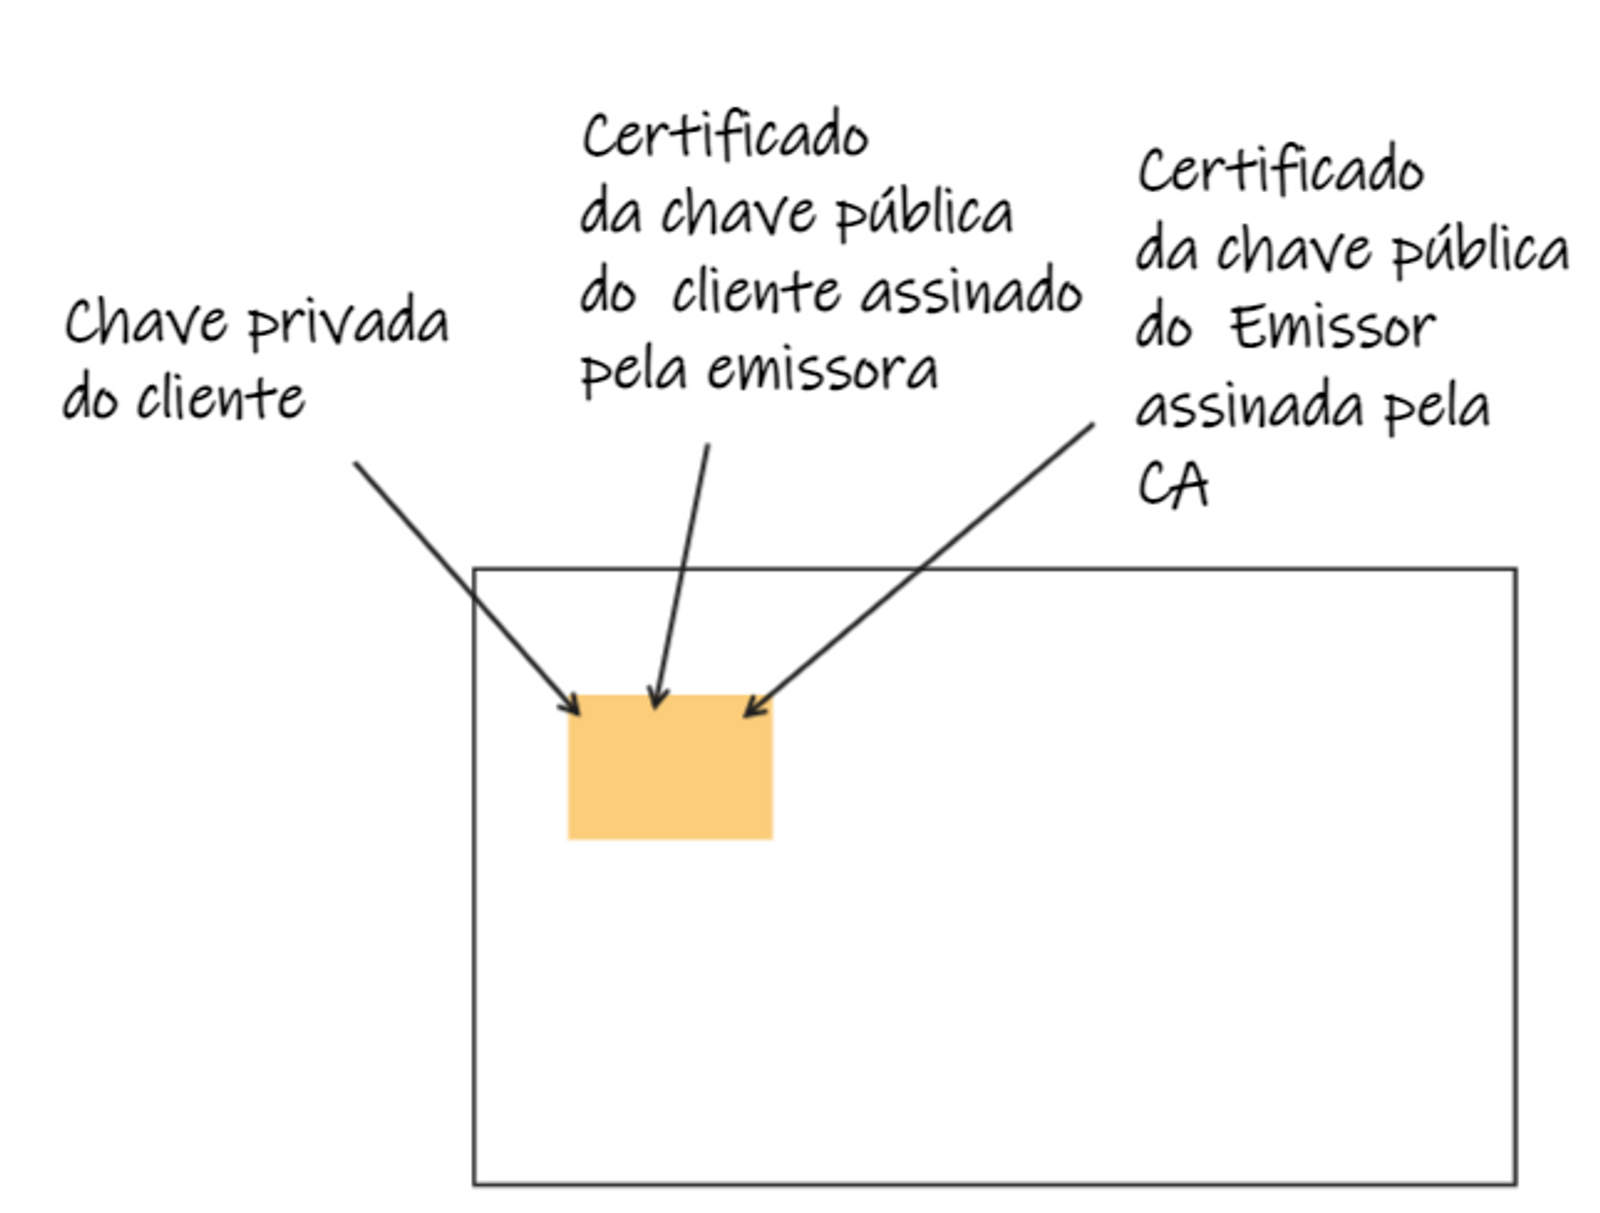 Chave privada
do cliente
Certificado
da chave pública
do cliente assinado
pela emissora
Certificado
da chave pública
do Emissor
assinada pela
CA